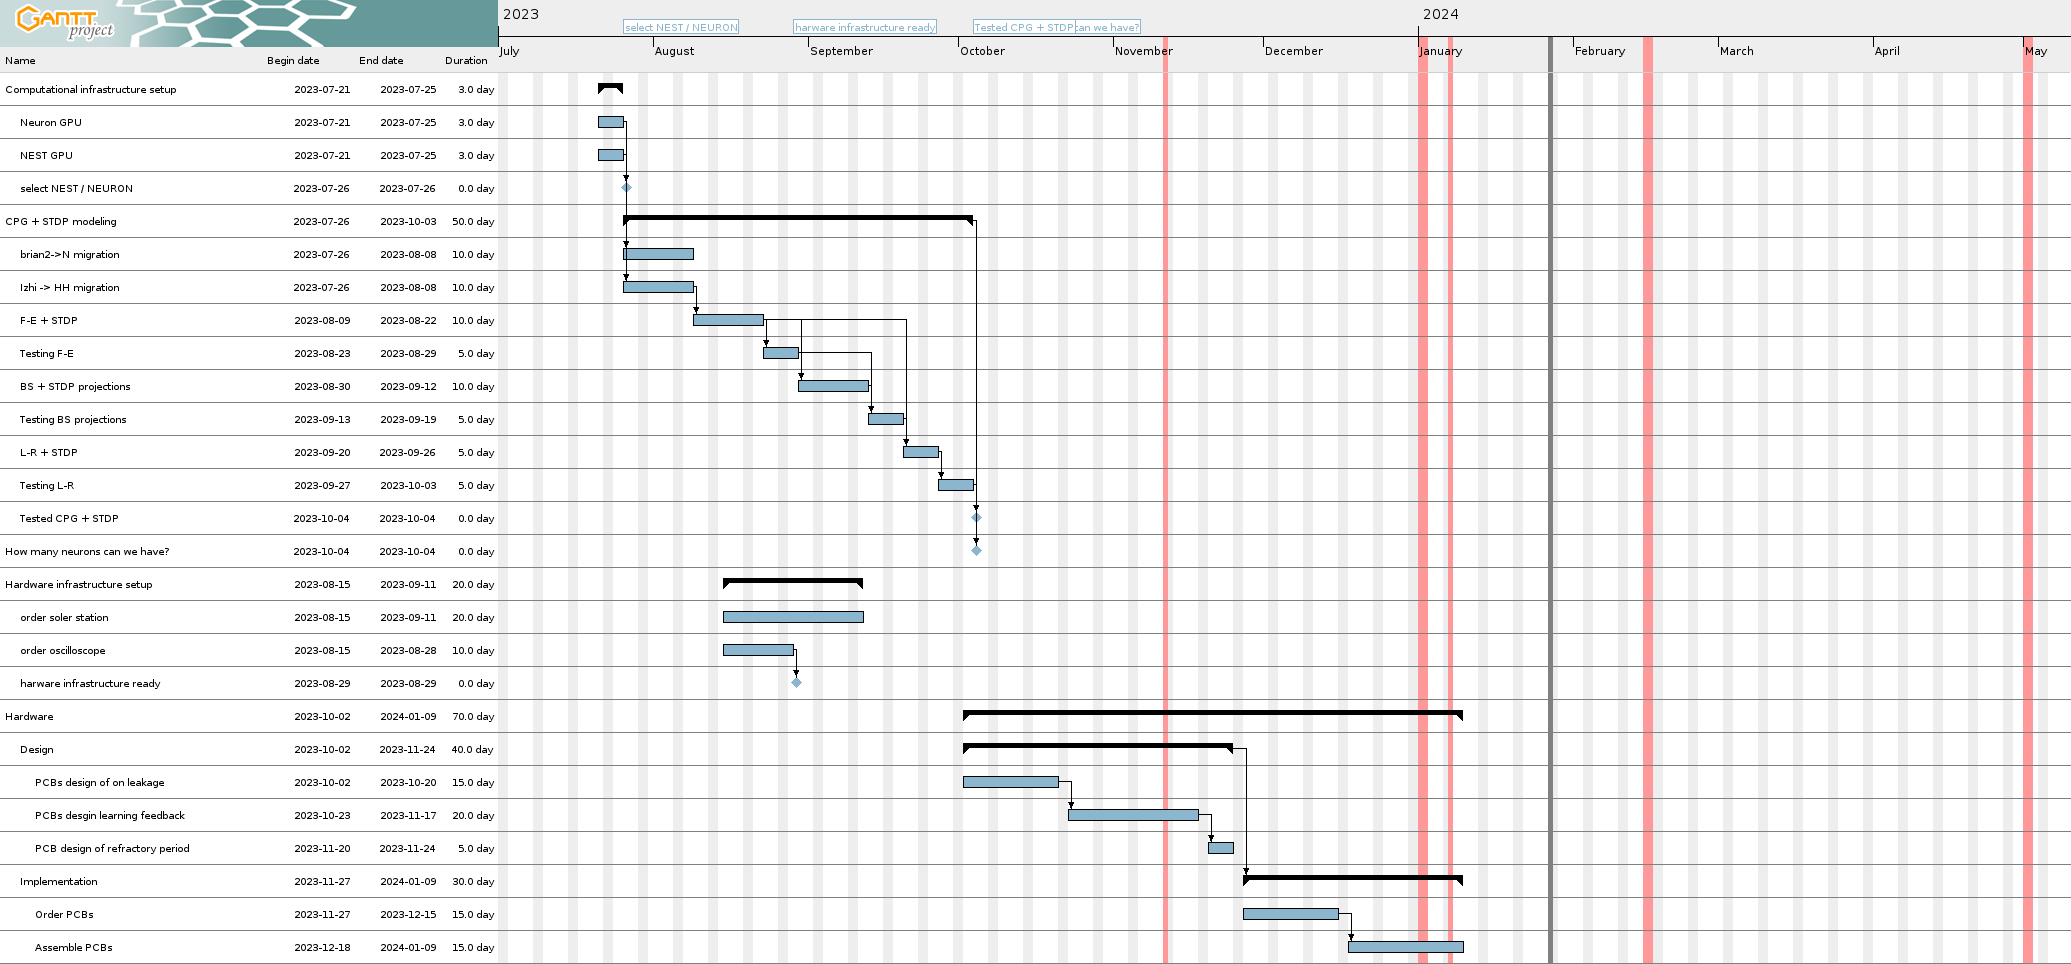 GANTT project
2023 2024
select NEST / NEURON harware infrastructure ready Tested CPG + STDP can we have?
July August September October November December January February March April May
Name Begin date End date Duration
Computational infrastructure setup 2023-07-21 2023-07-25 3.0 day
Neuron GPU 2023-07-21 2023-07-25 3.0 day
NEST GPU 2023-07-21 2023-07-25 3.0 day
select NEST / NEURON 2023-07-26 2023-07-26 0.0 day
CPG + STDP modeling 2023-07-26 2023-10-03 50.0 day
brian2->N migration 2023-07-26 2023-08-08 10.0 day
Izhi -> HH migration 2023-07-26 2023-08-08 10.0 day
F-E + STDP 2023-08-09 2023-08-22 10.0 day
Testing F-E 2023-08-23 2023-08-29 5.0 day
BS + STDP projections 2023-08-30 2023-09-12 10.0 day
Testing BS projections 2023-09-13 2023-09-19 5.0 day
L-R + STDP 2023-09-20 2023-09-26 5.0 day
Testing L-R 2023-09-27 2023-10-03 5.0 day
Tested CPG + STDP 2023-10-04 2023-10-04 0.0 day
How many neurons can we have? 2023-10-04 2023-10-04 0.0 day
Hardware infrastructure setup 2023-08-15 2023-09-11 20.0 day
order soler station 2023-08-15 2023-09-11 20.0 day
order oscilloscope 2023-08-15 2023-08-28 10.0 day
harware infrastructure ready 2023-08-29 2023-08-29 0.0 day
Hardware 2023-10-02 2024-01-09 70.0 day
Design 2023-10-02 2023-11-24 40.0 day
PCBs design of on leakage 2023-10-02 2023-10-20 15.0 day
PCBs desgin learning feedback 2023-10-23 2023-11-17 20.0 day
PCB design of refractory period 2023-11-20 2023-11-24 5.0 day
Implementation 2023-11-27 2024-01-09 30.0 day
Order PCBs 2023-11-27 2023-12-15 15.0 day
Assemble PCBs 2023-12-18 2024-01-09 15.0 day